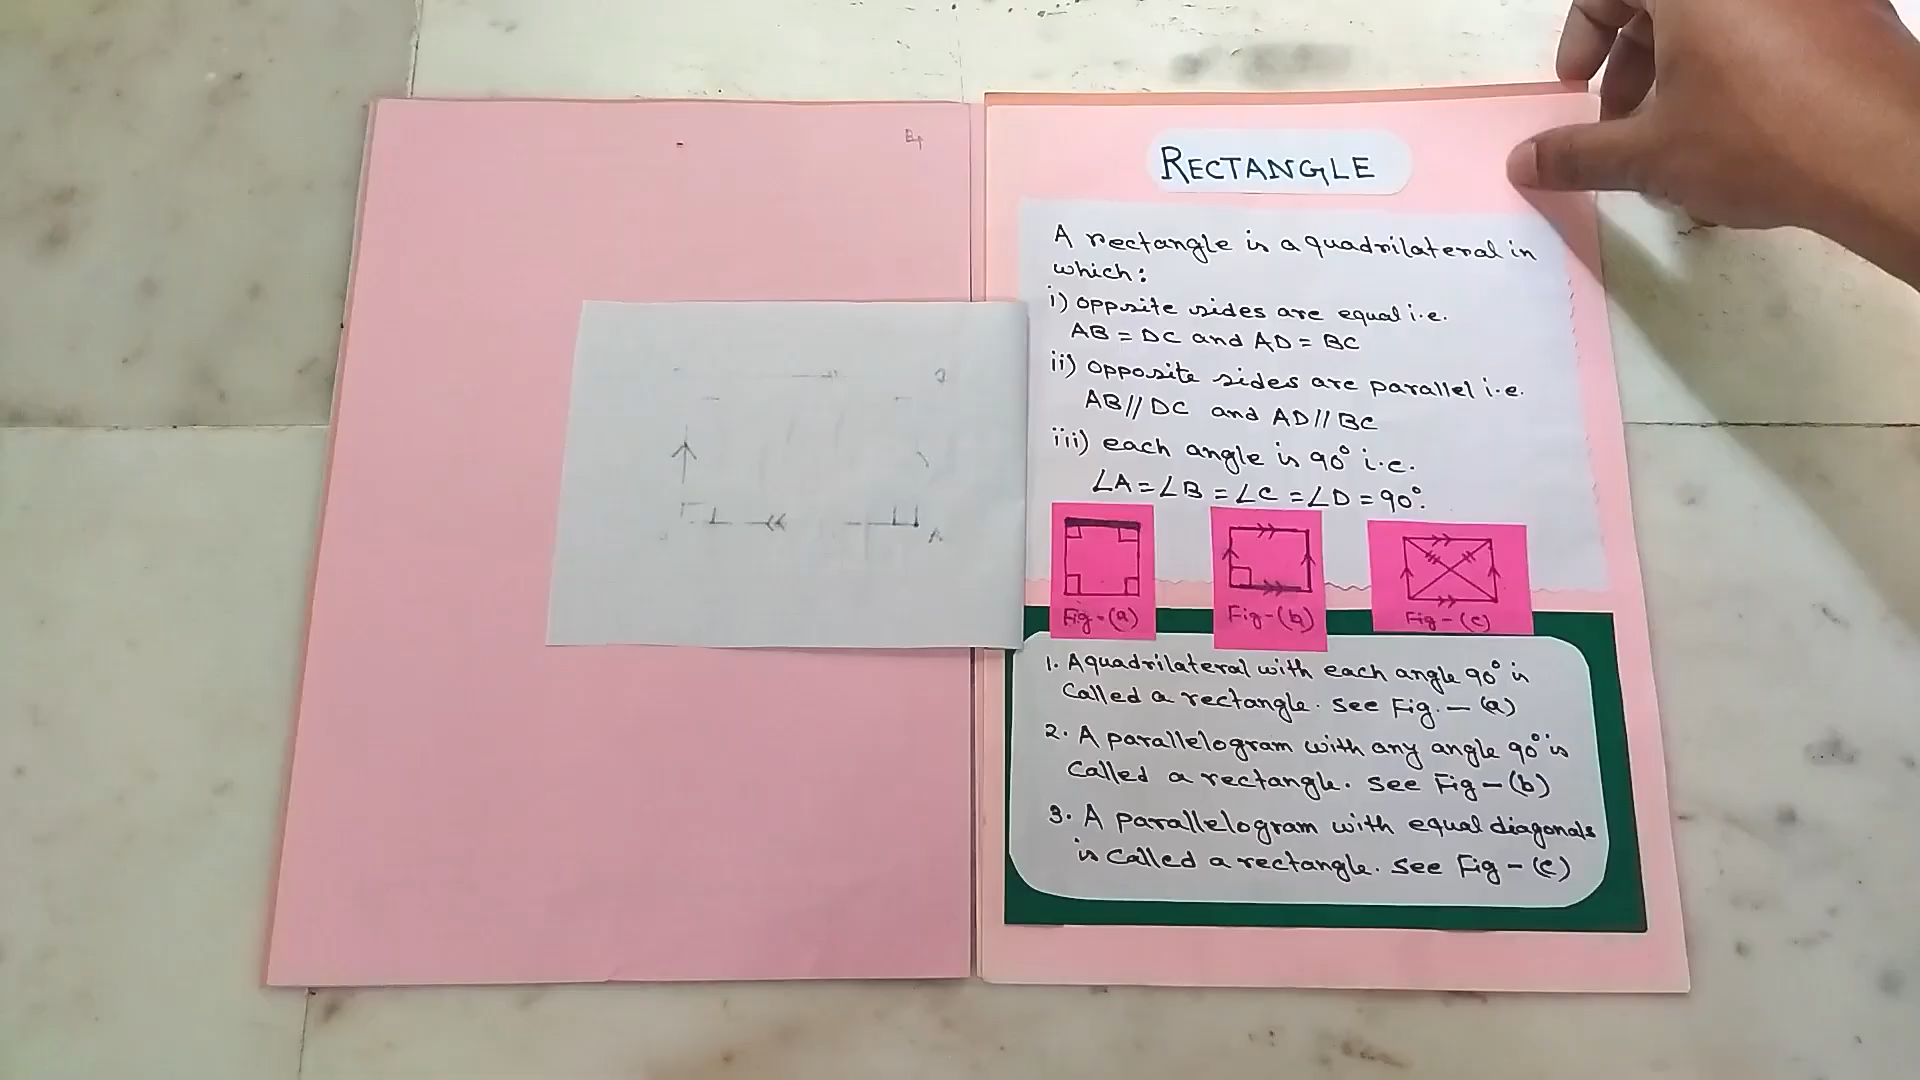 RECTANGLE
A rectangle is a quadrilateral in
which:
i) opposite sides are equal i.e.
AB = DC and AD = BC
ii) opposite sides are parallel i.e.
AB//DC and AD//BC
iii) each angle is 90° i.e.
∠A=∠B=∠C=∠D=90°.
Fig-(a)
Fig-(b)
Fig-(c)
1. A quadrilateral with each angle 90° is
called a rectangle. see Fig.-(a)
2. A parallelogram with any angle 90° is
called a rectangle. see Fig-(b)
3. A parallelogram with equal diagonals
is called a rectangle. see Fig-(c)